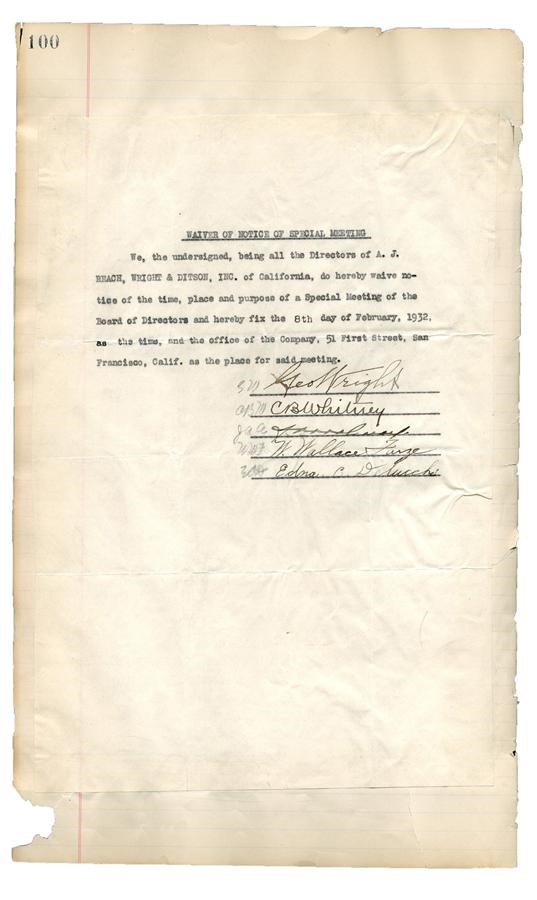 100
WAIVER OF NOTICE OF SPECIAL MEETING
We, the undersigned, being all the Directors of A. J.
REACH, WRIGHT & DITSON, INC. of California, do hereby waive no-
tice of the time, place and purpose of a Special Meeting of the
Board of Directors and hereby fix the 8th day of February, 1932,
as the time, and the office of the Company, 51 First Street, San
Francisco, Calif. as the place for said meeting.
Geo Wright
CBWhitney
W. Wallace
Edna C